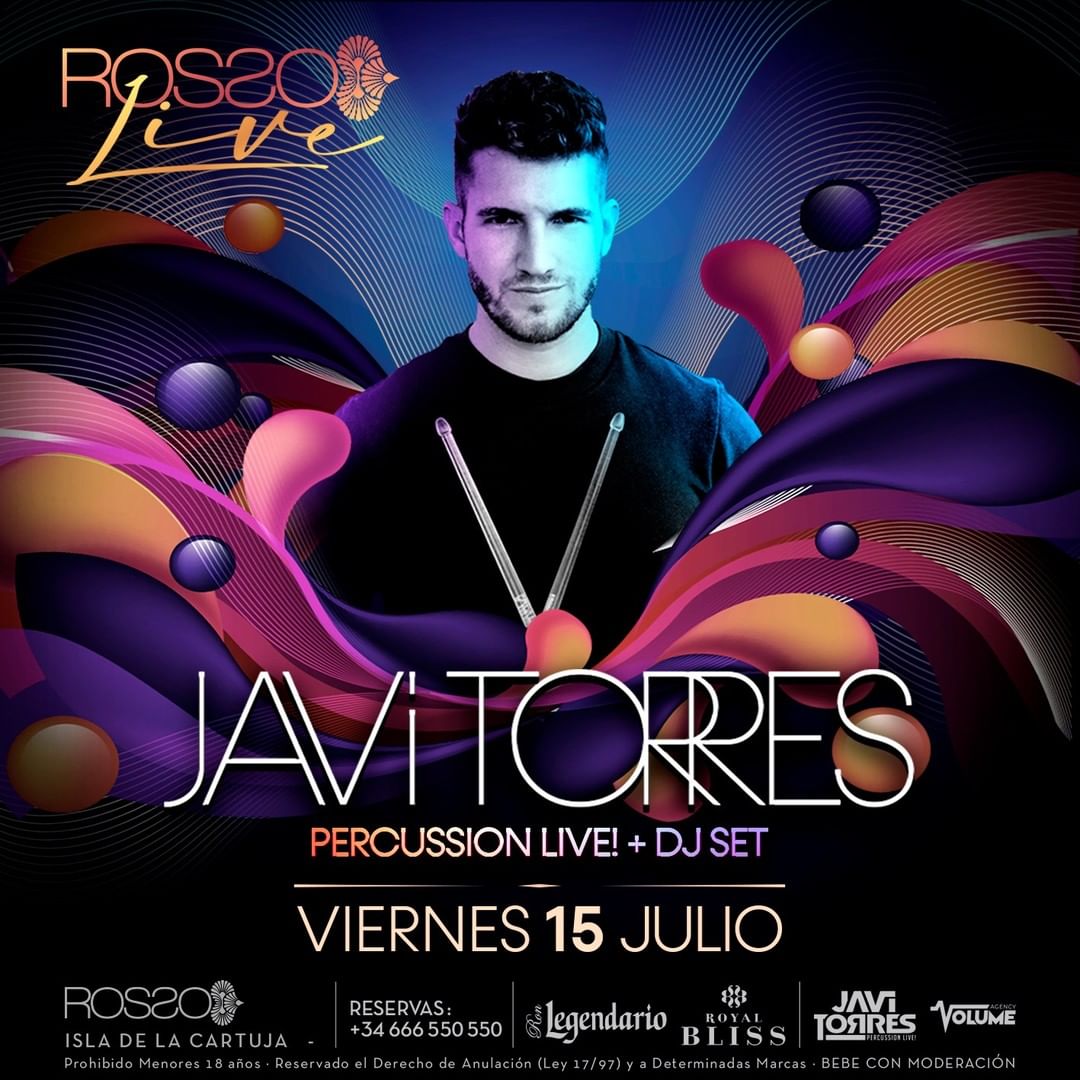 ROSSO
Live
JAVi TORRES
PERCUSSION LIVE! + DJ SET
VIERNES 15 JULIO
ROSSO
ISLA DE LA CARTUJA -
RESERVAS:
+34 666 550 550
Ron Legendario
ROYAL
BLISS
JAVi
TORRES
PERCUSSION LIVE!
VOLUME
AGENCY
Prohibido Menores 18 años · Reservado el Derecho de Anulación (Ley 17/97) y a Determinadas Marcas · BEBE CON MODERACIÓN